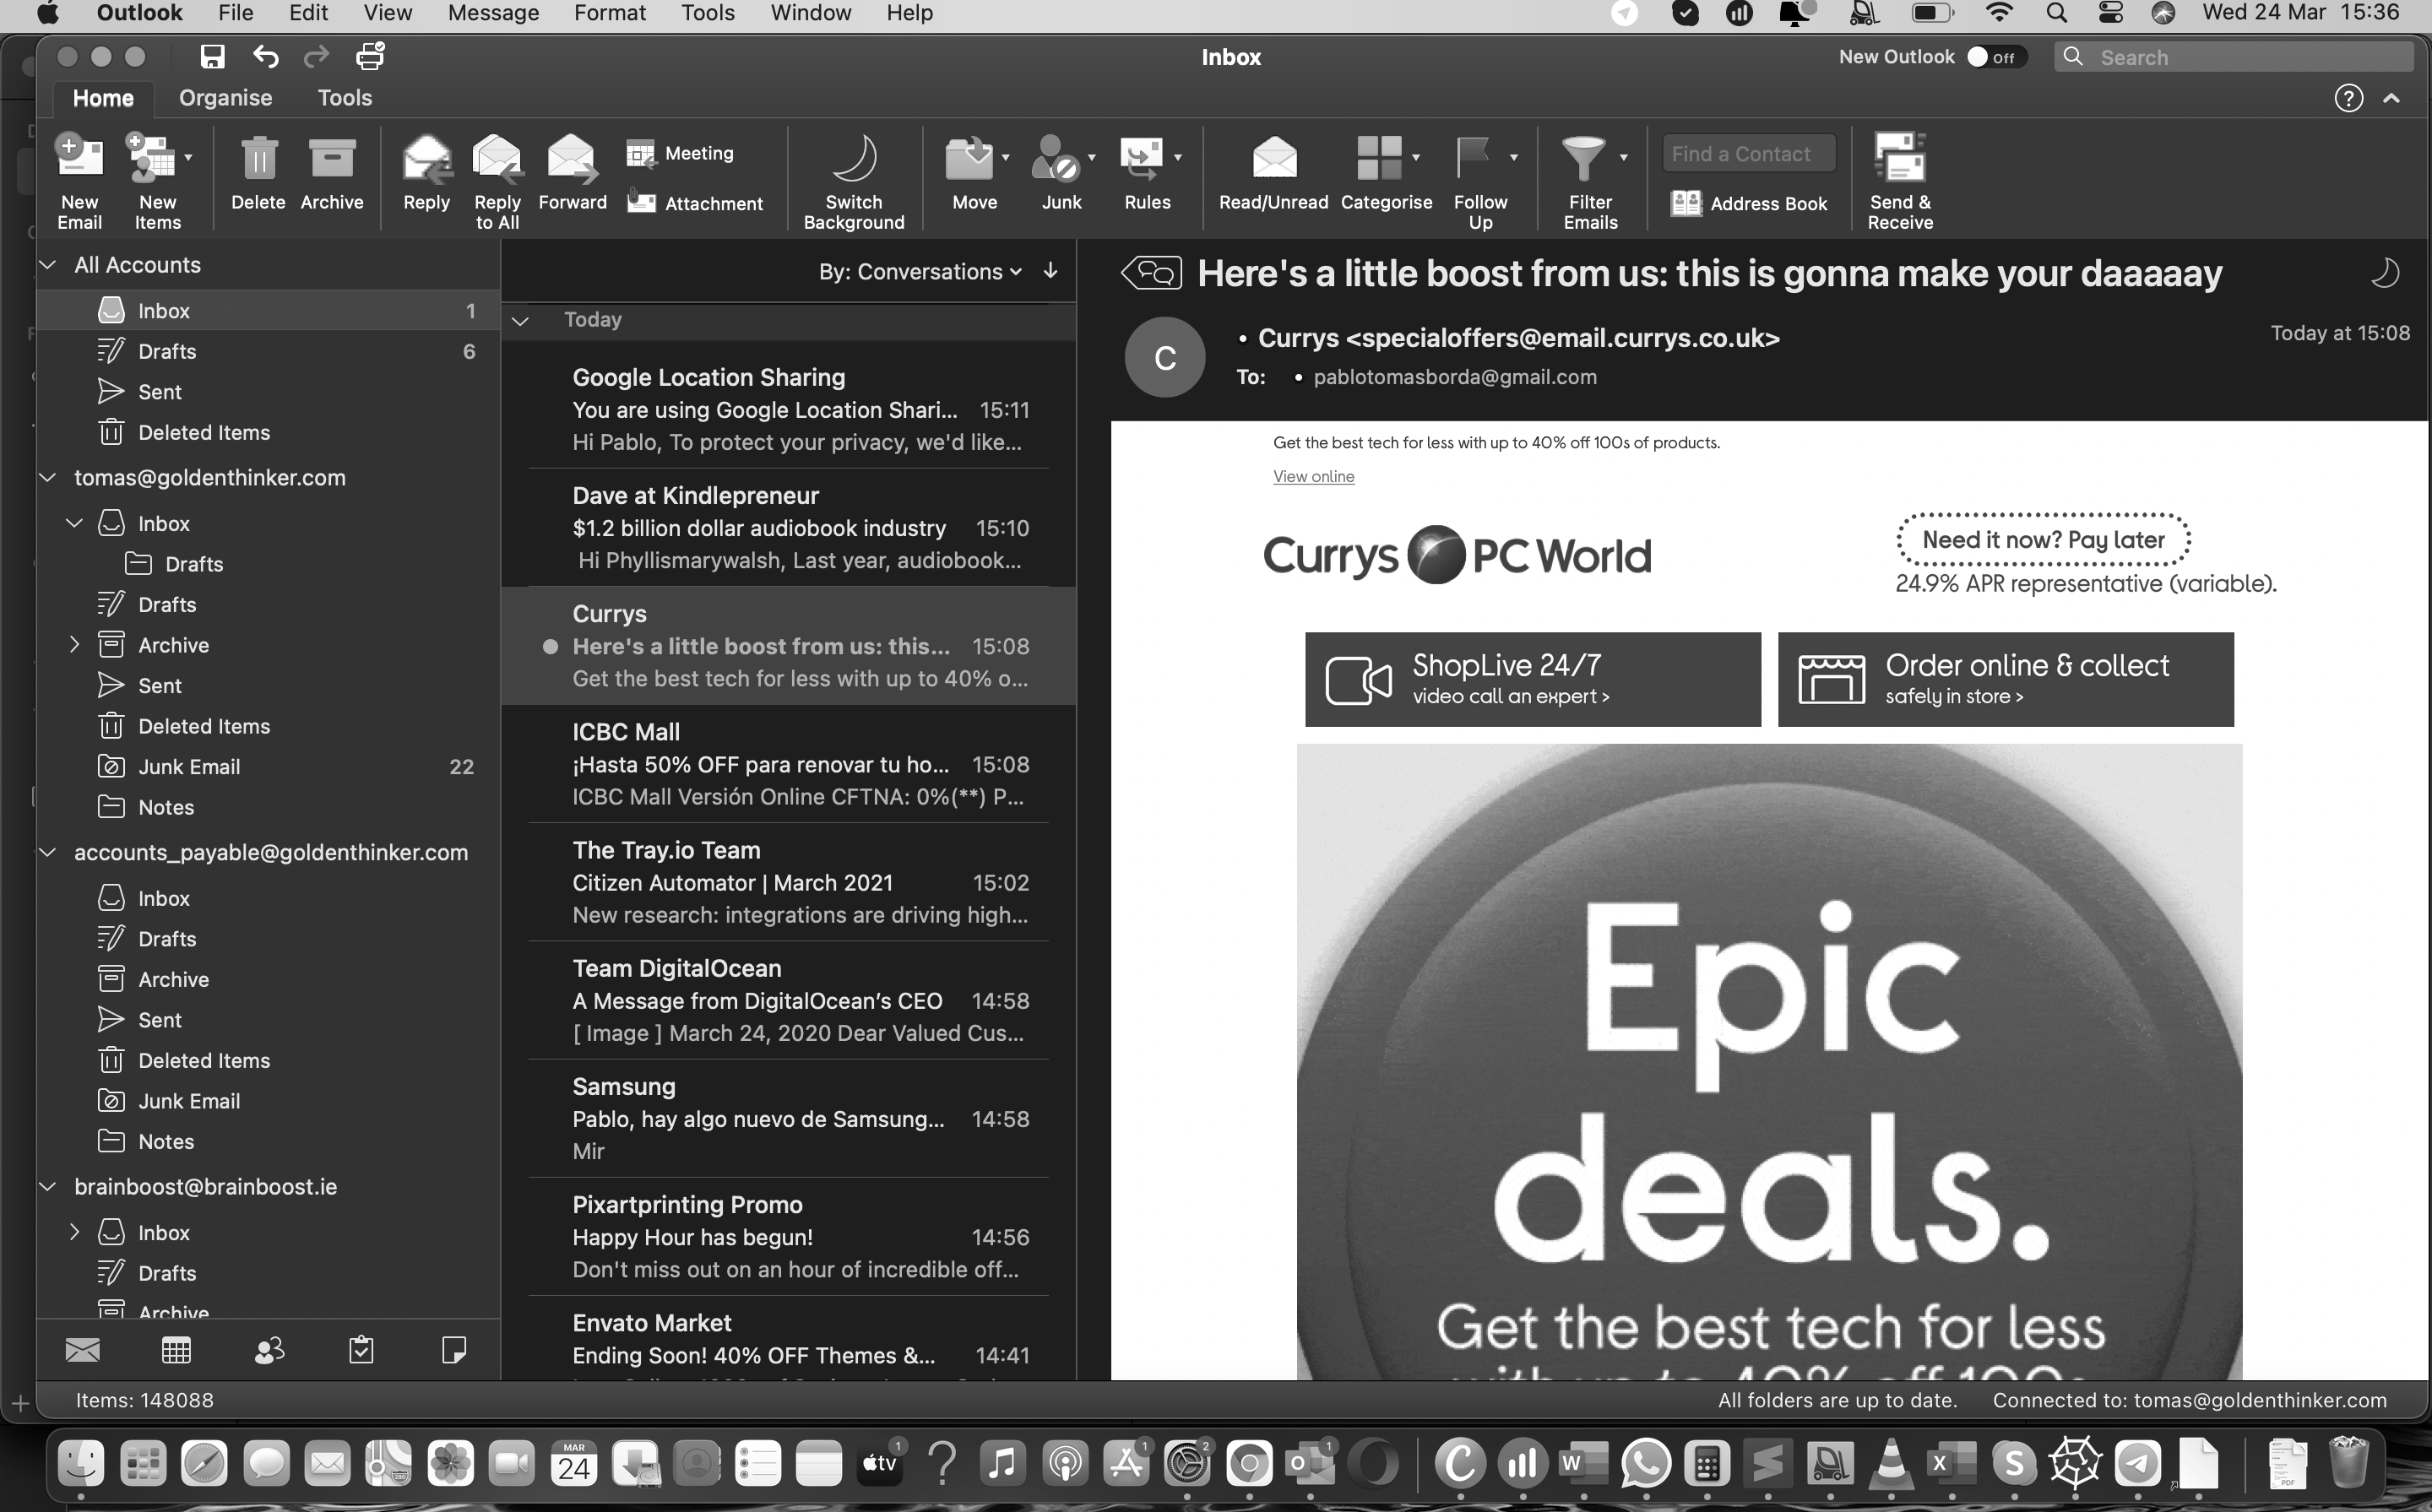 Outlook File Edit View Message Format Tools Window Help
Wed 24 Mar 15:36
Inbox
New Outlook Off
Search
Home Organise Tools
New Email
New Items
Delete
Archive
Reply
Reply to All
Forward
Meeting
Attachment
Switch Background
Move
Junk
Rules
Read/Unread
Categorise
Follow Up
Filter Emails
Find a Contact
Address Book
Send & Receive
All Accounts
Inbox 1
Drafts 6
Sent
Deleted Items
tomas@goldenthinker.com
Inbox
Drafts
Drafts
Archive
Sent
Deleted Items
Junk Email 22
Notes
accounts_payable@goldenthinker.com
Inbox
Drafts
Archive
Sent
Deleted Items
Junk Email
Notes
brainboost@brainboost.ie
Inbox
Drafts
Archive
Items: 148088
By: Conversations
Today
Google Location Sharing
You are using Google Location Shari... 15:11
Hi Pablo, To protect your privacy, we'd like...
Dave at Kindlepreneur
$1.2 billion dollar audiobook industry 15:10
Hi Phyllismarywalsh, Last year, audiobook...
Currys
Here's a little boost from us: this... 15:08
Get the best tech for less with up to 40% o...
ICBC Mall
¡Hasta 50% OFF para renovar tu ho... 15:08
ICBC Mall Versión Online CFTNA: 0%(**) P...
The Tray.io Team
Citizen Automator | March 2021 15:02
New research: integrations are driving high...
Team DigitalOcean
A Message from DigitalOcean’s CEO 14:58
[ Image ] March 24, 2020 Dear Valued Cus...
Samsung
Pablo, hay algo nuevo de Samsung... 14:58
Mir
Pixartprinting Promo
Happy Hour has begun! 14:56
Don't miss out on an hour of incredible off...
Envato Market
Ending Soon! 40% OFF Themes &... 14:41
Here's a little boost from us: this is gonna make your daaaaay
C
Currys <specialoffers@email.currys.co.uk>
Today at 15:08
To: pablotomasborda@gmail.com
Get the best tech for less with up to 40% off 100s of products.
View online
Currys PC World
Need it now? Pay later
24.9% APR representative (variable).
ShopLive 24/7
video call an expert >
Order online & collect
safely in store >
Epic
deals.
Get the best tech for less
with up to 40% off 100s
All folders are up to date. Connected to: tomas@goldenthinker.com
MAR
24
tv
1
1
2
1
W
X
S
PDF